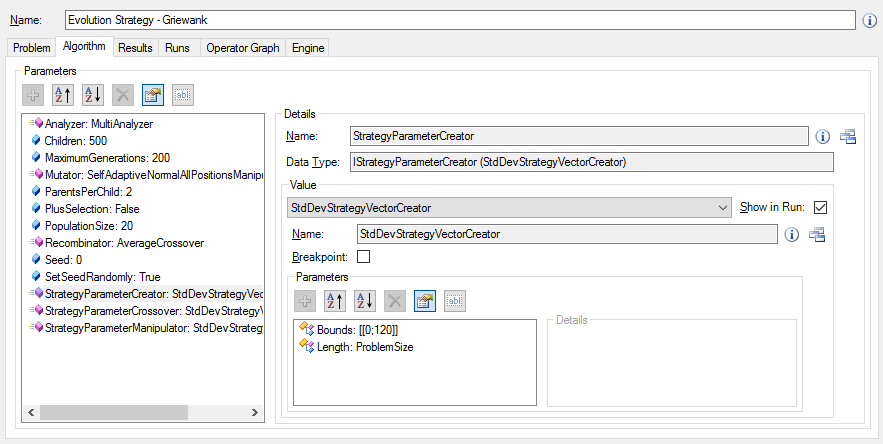 Name: Evolution Strategy - Griewank
Problem Algorithm Results Runs Operator Graph Engine
Parameters
Analyzer: MultiAnalyzer
Children: 500
MaximumGenerations: 200
Mutator: SelfAdaptiveNormalAllPositionsManipu
ParentsPerChild: 2
PlusSelection: False
PopulationSize: 20
Recombinator: AverageCrossover
Seed: 0
SetSeedRandomly: True
StrategyParameterCreator: StdDevStrategyVec
StrategyParameterCrossover: StdDevStrategyV
StrategyParameterManipulator: StdDevStrateg
Details
Name: StrategyParameterCreator
Data Type: IStrategyParameterCreator (StdDevStrategyVectorCreator)
Value
StdDevStrategyVectorCreator Show in Run:
Name: StdDevStrategyVectorCreator
Breakpoint:
Parameters
Bounds: [[0;120]]
Length: ProblemSize
Details